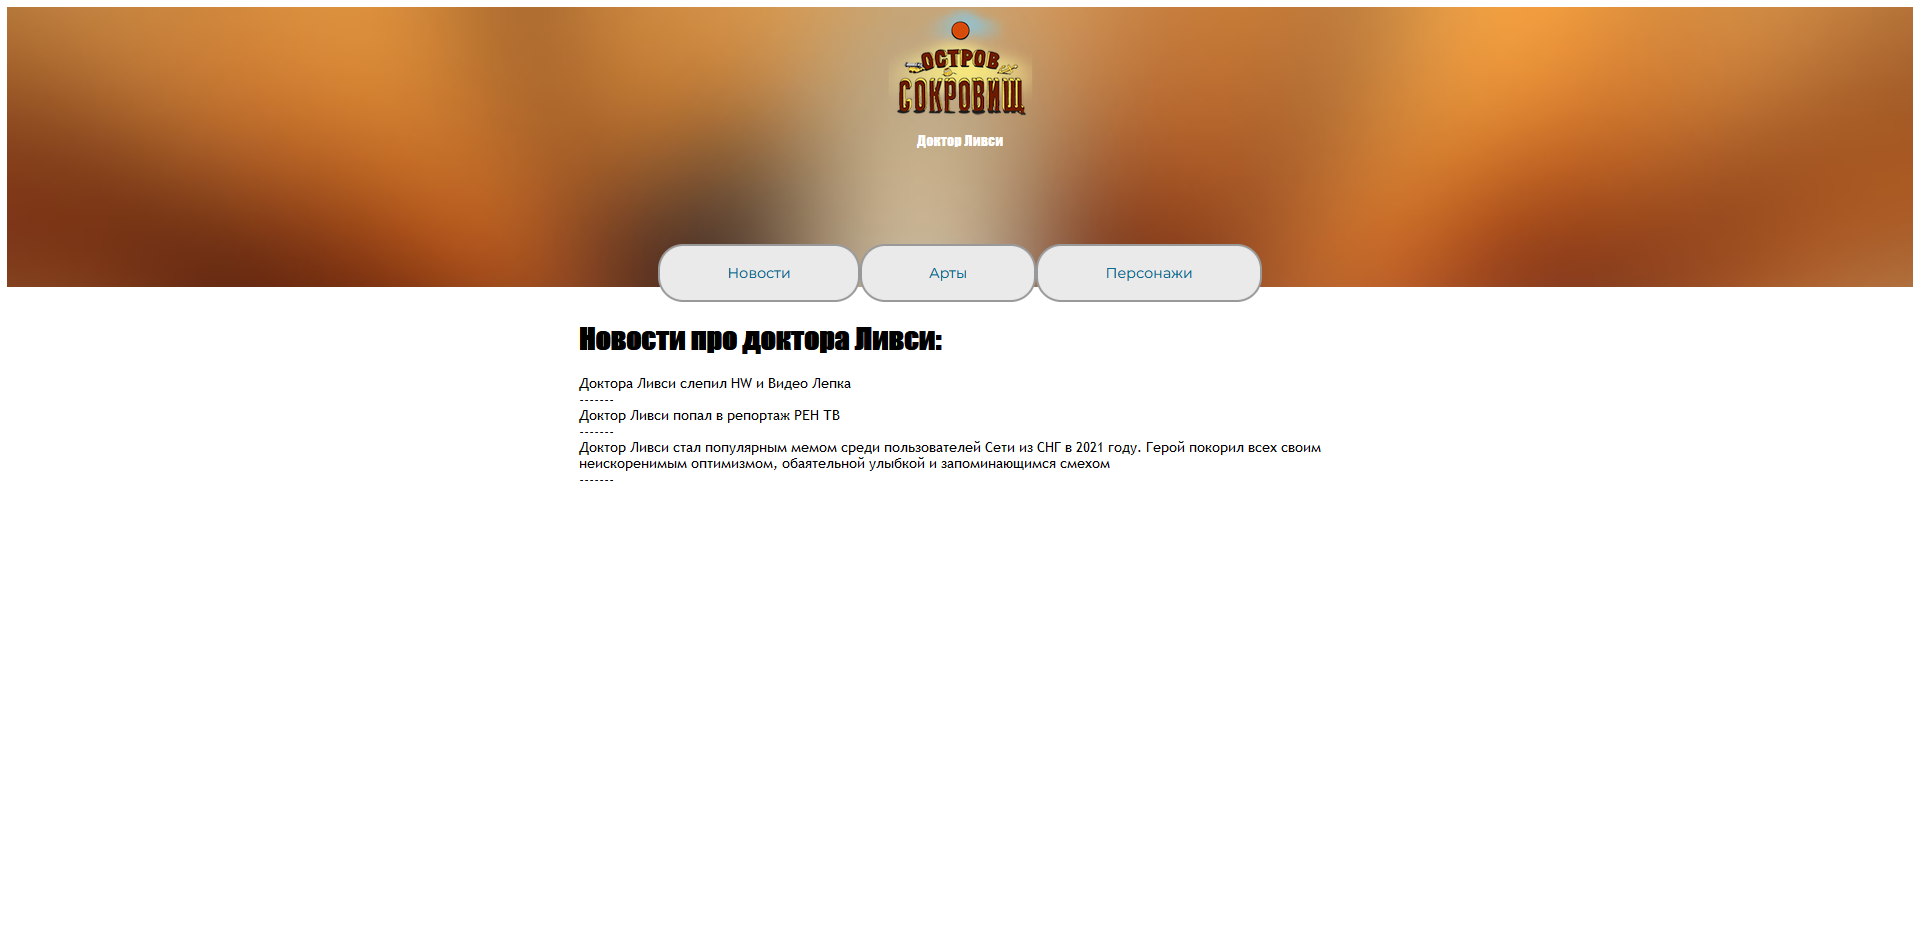 ОСТРОВ
СОКРОВИЩ
Доктор Ливси
Новости
Арты
Персонажи
Новости про доктора Ливси:
Доктора Ливси слепил HW и Видео Лепка
-------
Доктор Ливси попал в репортаж РЕН ТВ
-------
Доктор Ливси стал популярным мемом среди пользователей Сети из СНГ в 2021 году. Герой покорил всех своим
неискоренимым оптимизмом, обаятельной улыбкой и запоминающимся смехом
-------